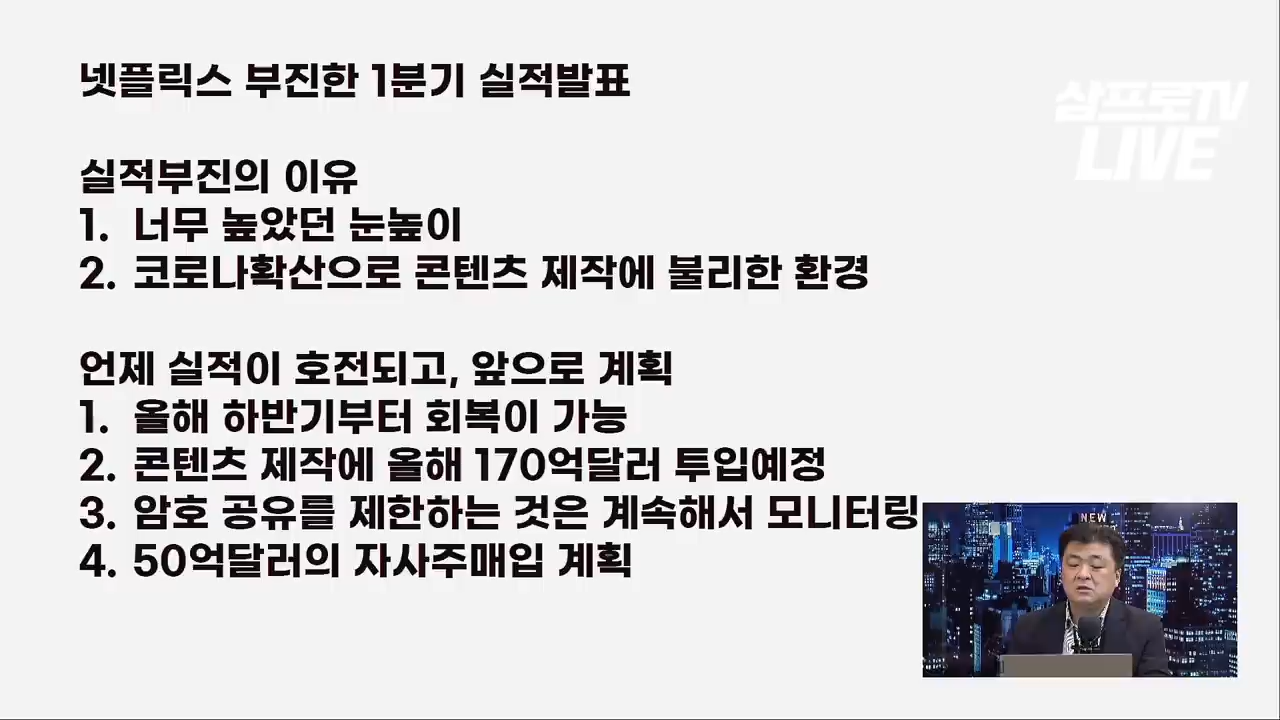 넷플릭스 부진한 1분기 실적발표
삼프로TV
LIVE
실적부진의 이유
1. 너무 높았던 눈높이
2. 코로나확산으로 콘텐츠 제작에 불리한 환경
언제 실적이 호전되고, 앞으로 계획
1. 올해 하반기부터 회복이 가능
2. 콘텐츠 제작에 올해 170억달러 투입예정
3. 암호 공유를 제한하는 것은 계속해서 모니터링
4. 50억달러의 자사주매입 계획
NEW